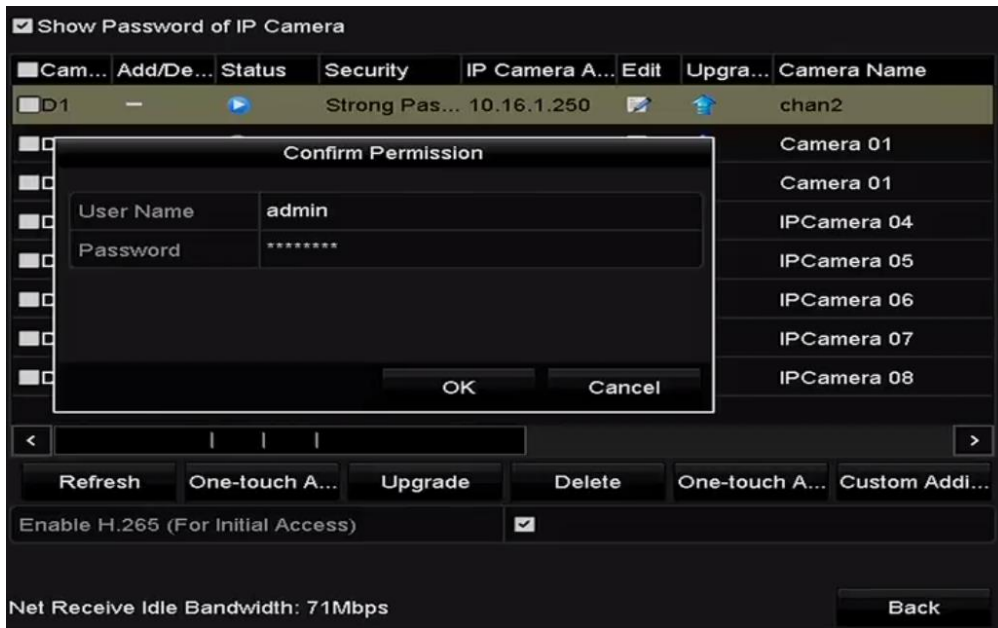 Show Password of IP Camera
Cam... Add/De... Status Security IP Camera A... Edit Upgra... Camera Name
D1 — Strong Pas... 10.16.1.250 chan2
D Camera 01
D Camera 01
D IPCamera 04
D IPCamera 05
D IPCamera 06
D IPCamera 07
D IPCamera 08
Confirm Permission
User Name admin
Password ********
OK Cancel
< >
Refresh One-touch A... Upgrade Delete One-touch A... Custom Addi...
Enable H.265 (For Initial Access)
Net Receive Idle Bandwidth: 71Mbps Back